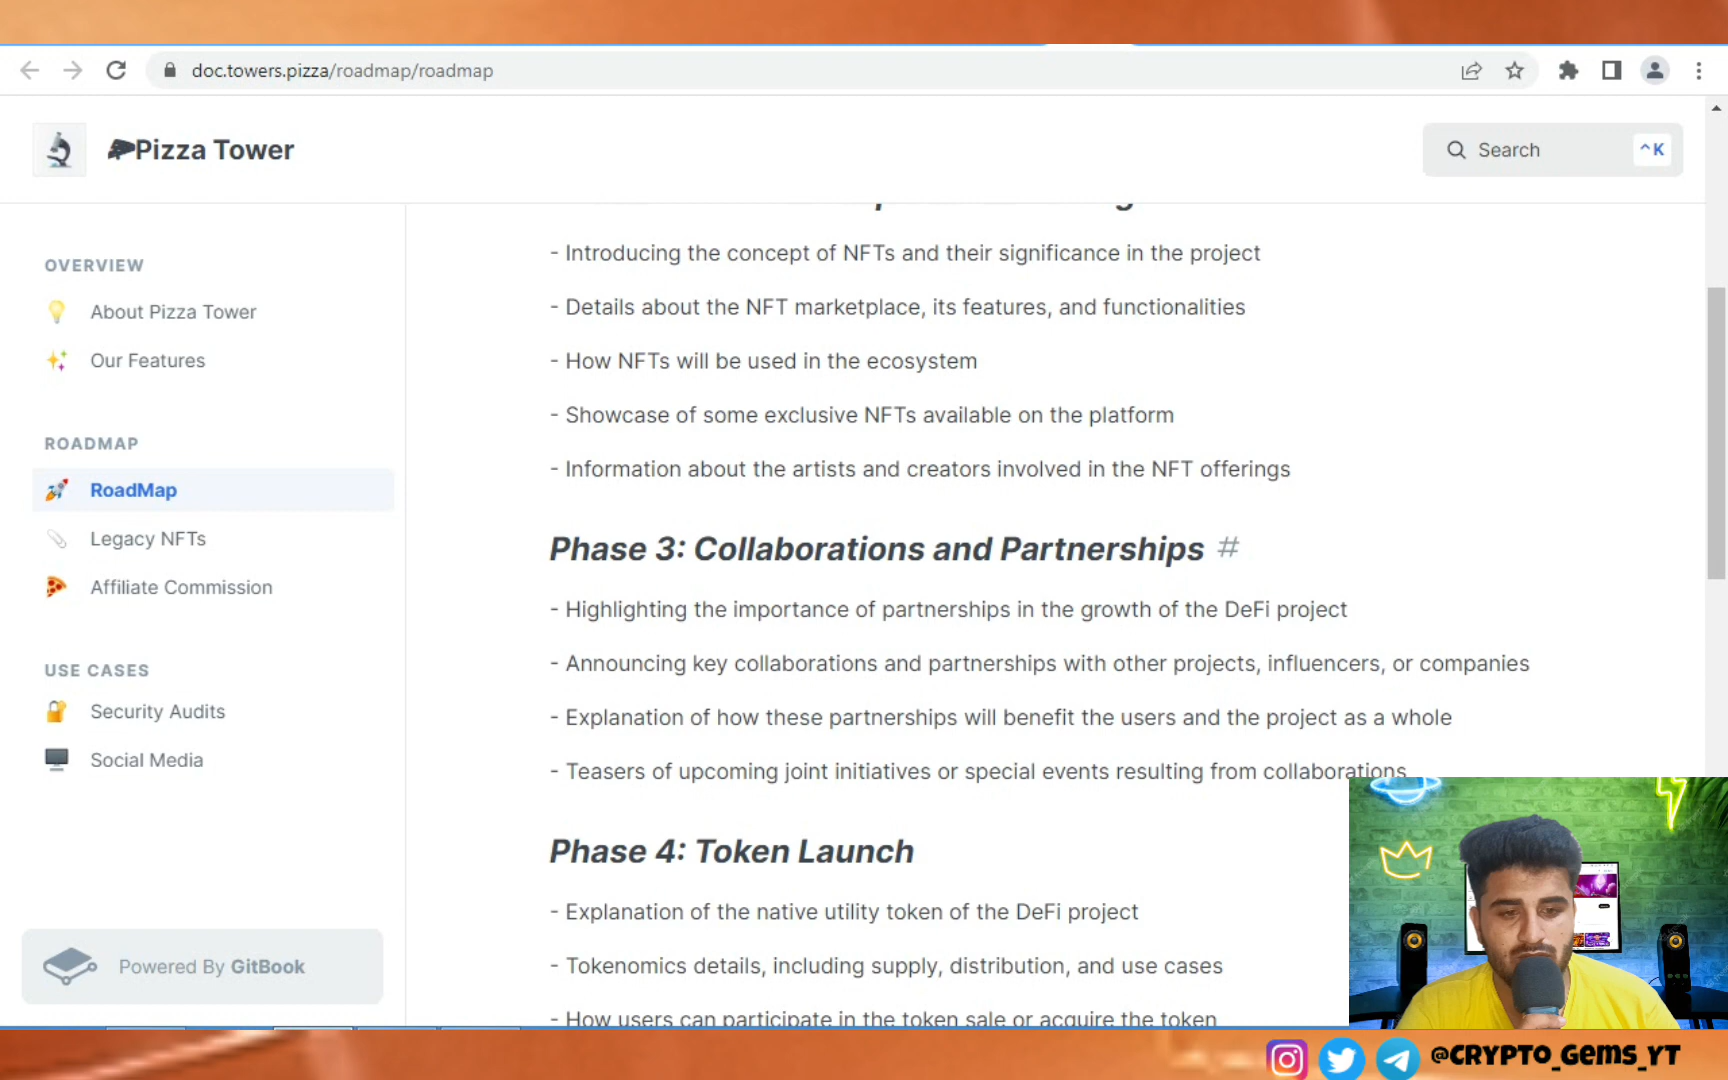 doc.towers.pizza/roadmap/roadmap
Pizza Tower
Search
^ K
OVERVIEW
About Pizza Tower
Our Features
ROADMAP
RoadMap
Legacy NFTs
Affiliate Commission
USE CASES
Security Audits
Social Media
Powered By GitBook
- Introducing the concept of NFTs and their significance in the project
- Details about the NFT marketplace, its features, and functionalities
- How NFTs will be used in the ecosystem
- Showcase of some exclusive NFTs available on the platform
- Information about the artists and creators involved in the NFT offerings
Phase 3: Collaborations and Partnerships #
- Highlighting the importance of partnerships in the growth of the DeFi project
- Announcing key collaborations and partnerships with other projects, influencers, or companies
- Explanation of how these partnerships will benefit the users and the project as a whole
- Teasers of upcoming joint initiatives or special events resulting from collaborations
Phase 4: Token Launch
- Explanation of the native utility token of the DeFi project
- Tokenomics details, including supply, distribution, and use cases
- How users can participate in the token sale or acquire the token
@CRYPTO_GEMS_YT